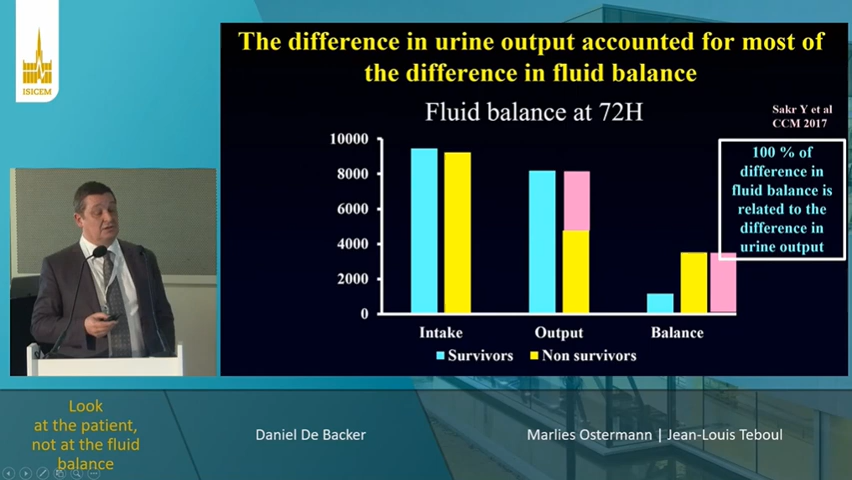 ISICEM
The difference in urine output accounted for most of
the difference in fluid balance
Fluid balance at 72H
Sakr Y et al
CCM 2017
100 % of
difference in
fluid balance is
related to the
difference in
urine output
10000
8000
6000
4000
2000
0
Intake
Output
Balance
Survivors
Non survivors
Look
at the patient,
not at the fluid
balance
Daniel De Backer
Marlies Ostermann | Jean-Louis Teboul